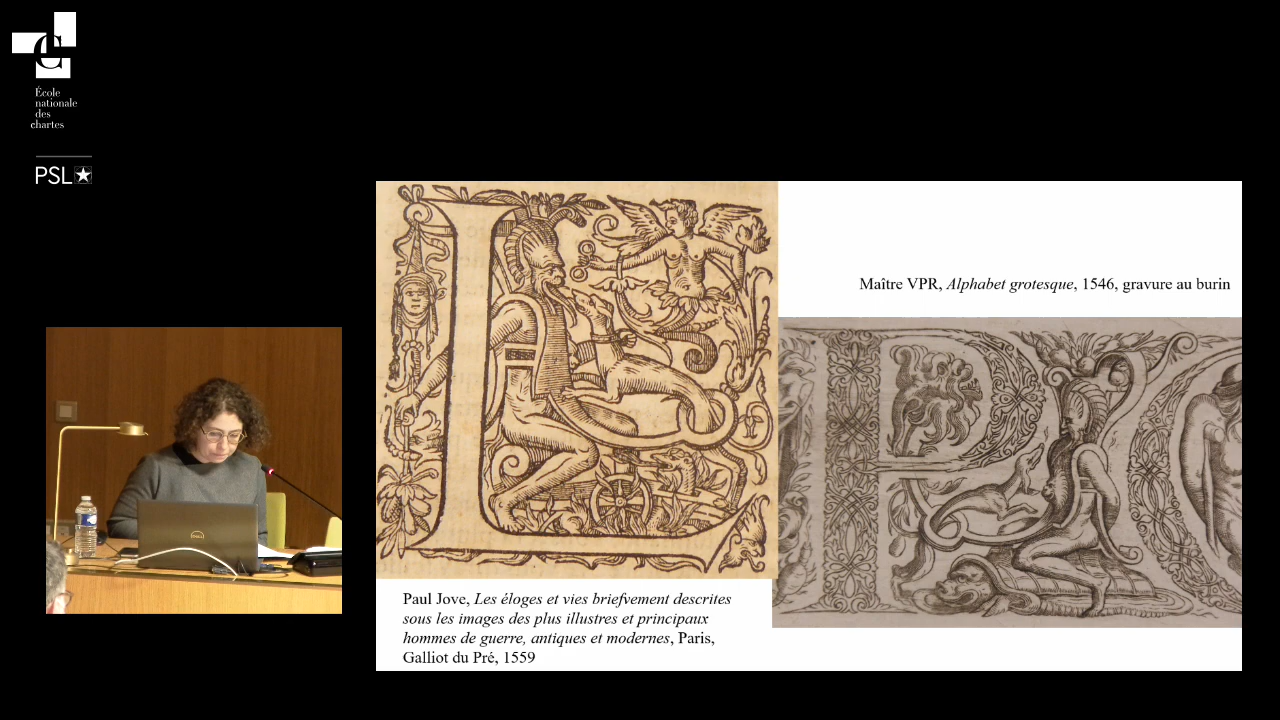 École
nationale
des
chartes
PSL
Maître VPR, Alphabet grotesque, 1546, gravure au burin
Paul Jove, Les éloges et vies briefvement descrites
sous les images des plus illustres et principaux
hommes de guerre, antiques et modernes, Paris,
Galliot du Pré, 1559
DELL